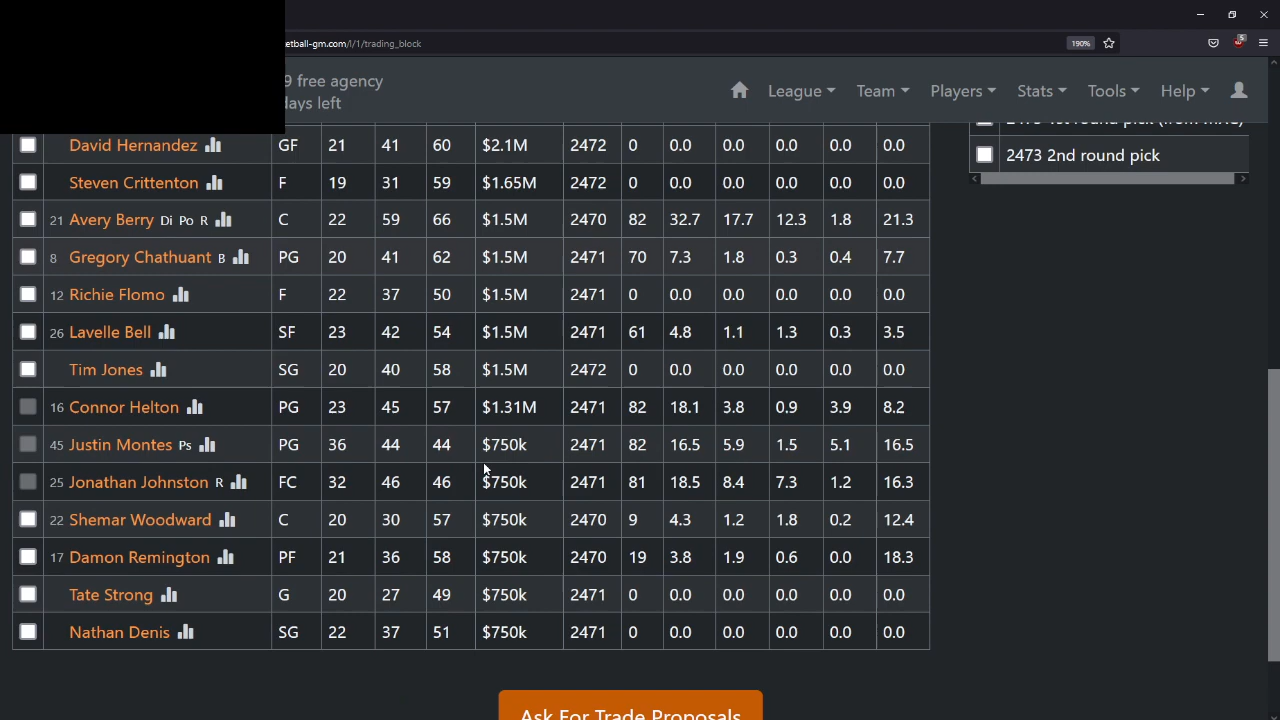 etball-gm.com/l/1/trading_block
190%
5
9 free agency
days left
League Team Players Stats Tools Help
David Hernandez GF 21 41 60 $2.1M 2472 0 0.0 0.0 0.0 0.0 0.0
Steven Crittenton F 19 31 59 $1.65M 2472 0 0.0 0.0 0.0 0.0 0.0
21 Avery Berry Di Po R C 22 59 66 $1.5M 2470 82 32.7 17.7 12.3 1.8 21.3
8 Gregory Chathuant B PG 20 41 62 $1.5M 2471 70 7.3 1.8 0.3 0.4 7.7
12 Richie Flomo F 22 37 50 $1.5M 2471 0 0.0 0.0 0.0 0.0 0.0
26 Lavelle Bell SF 23 42 54 $1.5M 2471 61 4.8 1.1 1.3 0.3 3.5
Tim Jones SG 20 40 58 $1.5M 2472 0 0.0 0.0 0.0 0.0 0.0
16 Connor Helton PG 23 45 57 $1.31M 2471 82 18.1 3.8 0.9 3.9 8.2
45 Justin Montes Ps PG 36 44 44 $750k 2471 82 16.5 5.9 1.5 5.1 16.5
25 Jonathan Johnston R FC 32 46 46 $750k 2471 81 18.5 8.4 7.3 1.2 16.3
22 Shemar Woodward C 20 30 57 $750k 2470 9 4.3 1.2 1.8 0.2 12.4
17 Damon Remington PF 21 36 58 $750k 2470 19 3.8 1.9 0.6 0.0 18.3
Tate Strong G 20 27 49 $750k 2471 0 0.0 0.0 0.0 0.0 0.0
Nathan Denis SG 22 37 51 $750k 2471 0 0.0 0.0 0.0 0.0 0.0
2473 2nd round pick
Ask For Trade Proposals